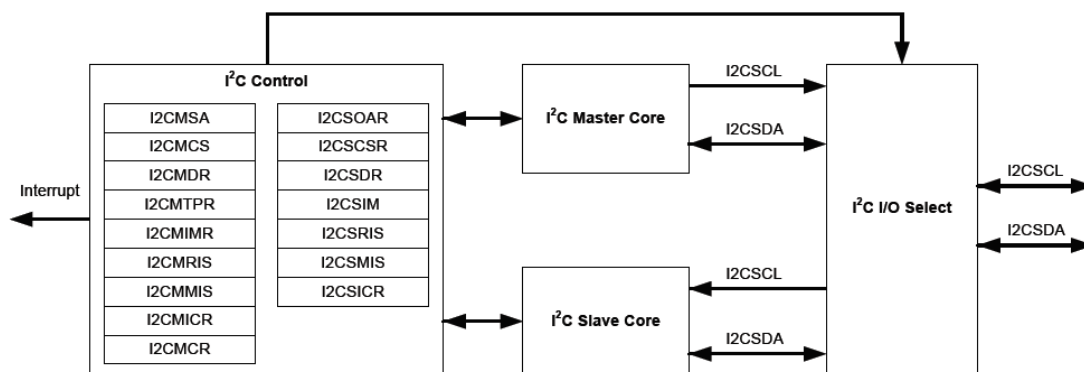 I²C Control
I2CMSA
I2CMCS
I2CMDR
I2CMTPR
I2CMIMR
I2CMRIS
I2CMMIS
I2CMICR
I2CMCR
I2CSOAR
I2CSCSR
I2CSDR
I2CSIM
I2CSRIS
I2CSMIS
I2CSICR
Interrupt
I²C Master Core
I2CSCL
I2CSDA
I²C Slave Core
I2CSCL
I2CSDA
I²C I/O Select
I2CSCL
I2CSDA